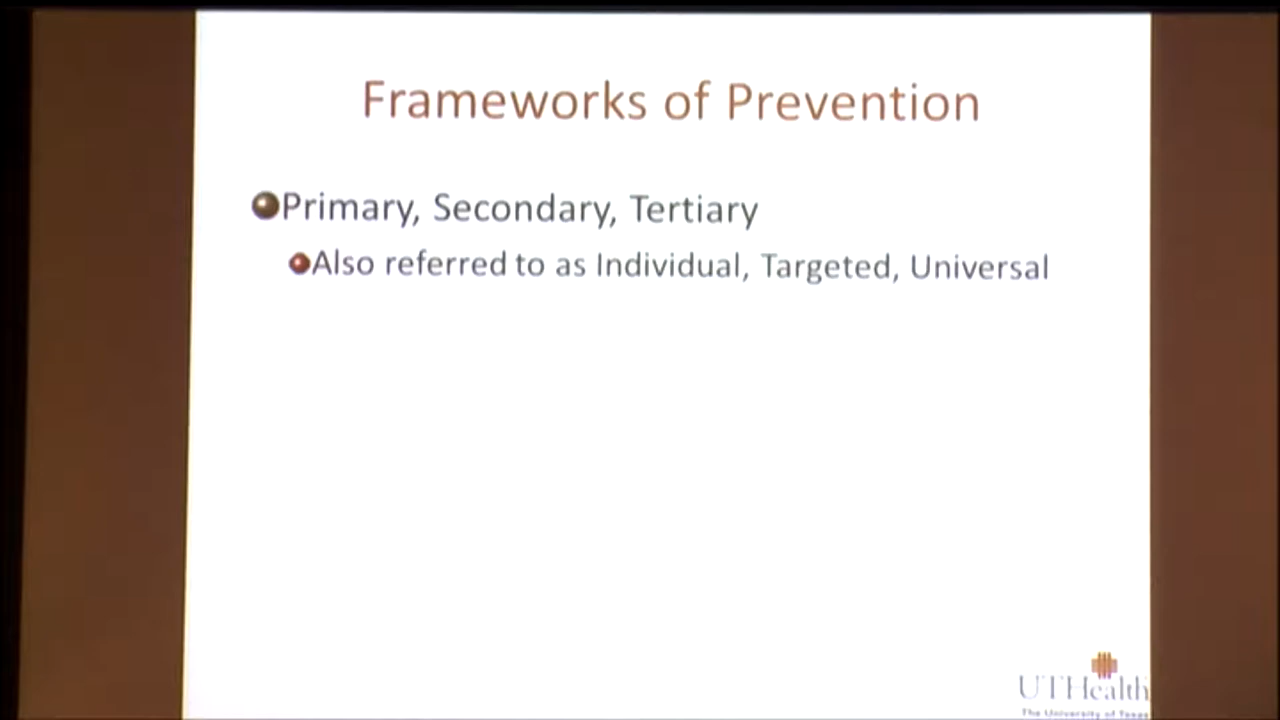 Frameworks of Prevention
Primary, Secondary, Tertiary
Also referred to as Individual, Targeted, Universal
UTHealth
The University of Texas